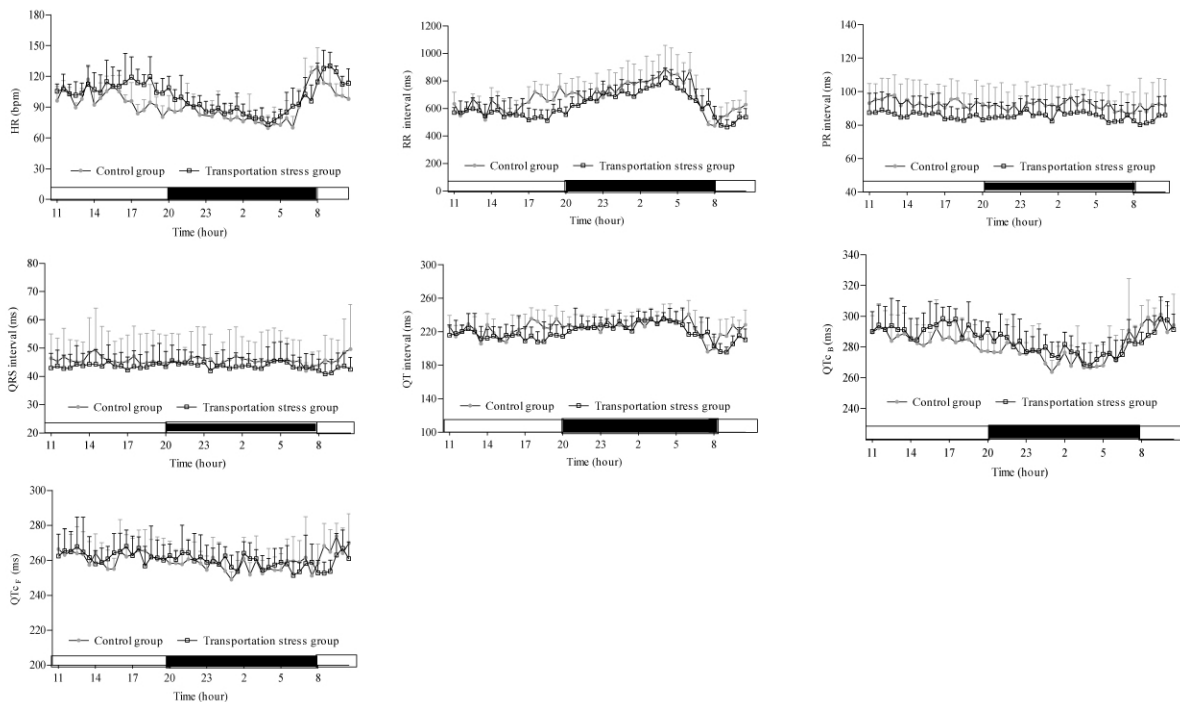 HR (bpm)
180
150
120
90
60
30
0
Control group
Transportation stress group
11 14 17 20 23 2 5 8
Time (hour)
RR interval (ms)
1200
1000
800
600
400
200
0
Control group
Transportation stress group
11 14 17 20 23 2 5 8
Time (hour)
PR interval (ms)
140
120
100
80
60
40
Control group
Transportation stress group
11 14 17 20 23 2 5 8
Time (hour)
QRS interval (ms)
80
70
60
50
40
30
20
Control group
Transportation stress group
11 14 17 20 23 2 5 8
Time (hour)
QT interval (ms)
300
260
220
180
140
100
Control group
Transportation stress group
11 14 17 20 23 2 5 8
Time (hour)
QTc B (ms)
340
320
300
280
260
240
Control group
Transportation stress group
11 14 17 20 23 2 5 8
Time (hour)
QTc F (ms)
300
280
260
240
220
200
Control group
Transportation stress group
11 14 17 20 23 2 5 8
Time (hour)